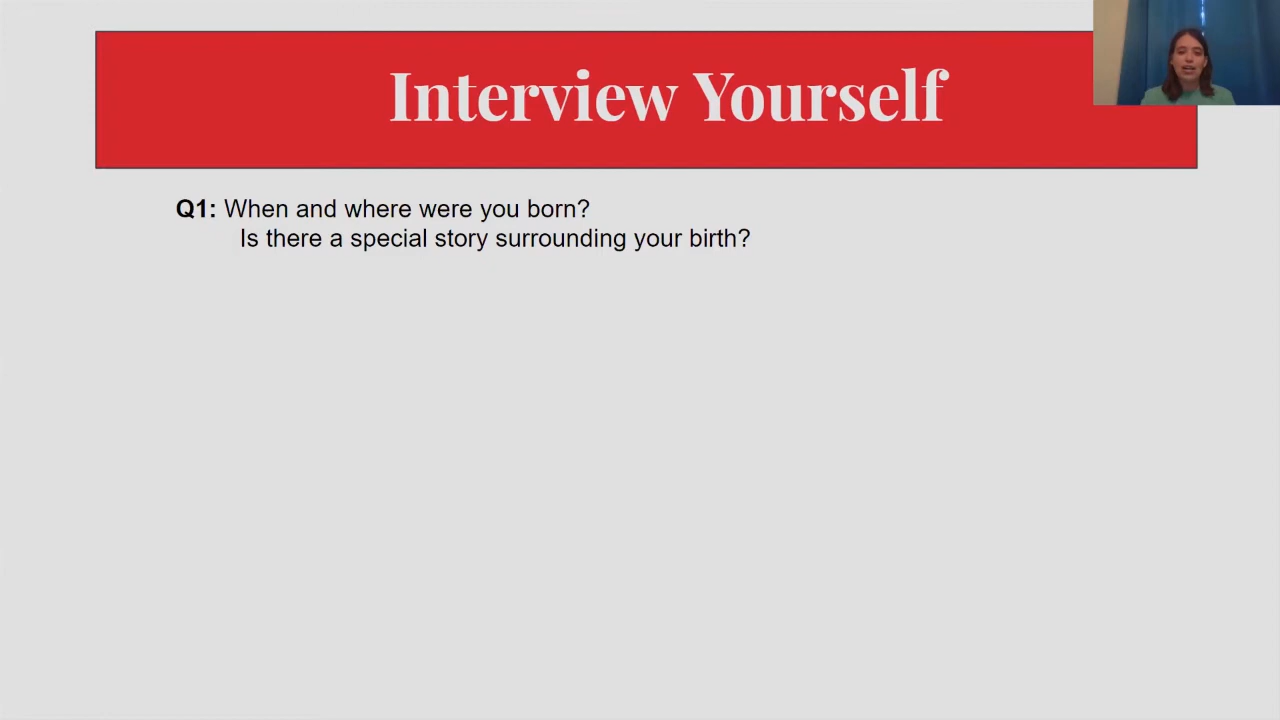 Interview Yourself
Q1: When and where were you born?
Is there a special story surrounding your birth?